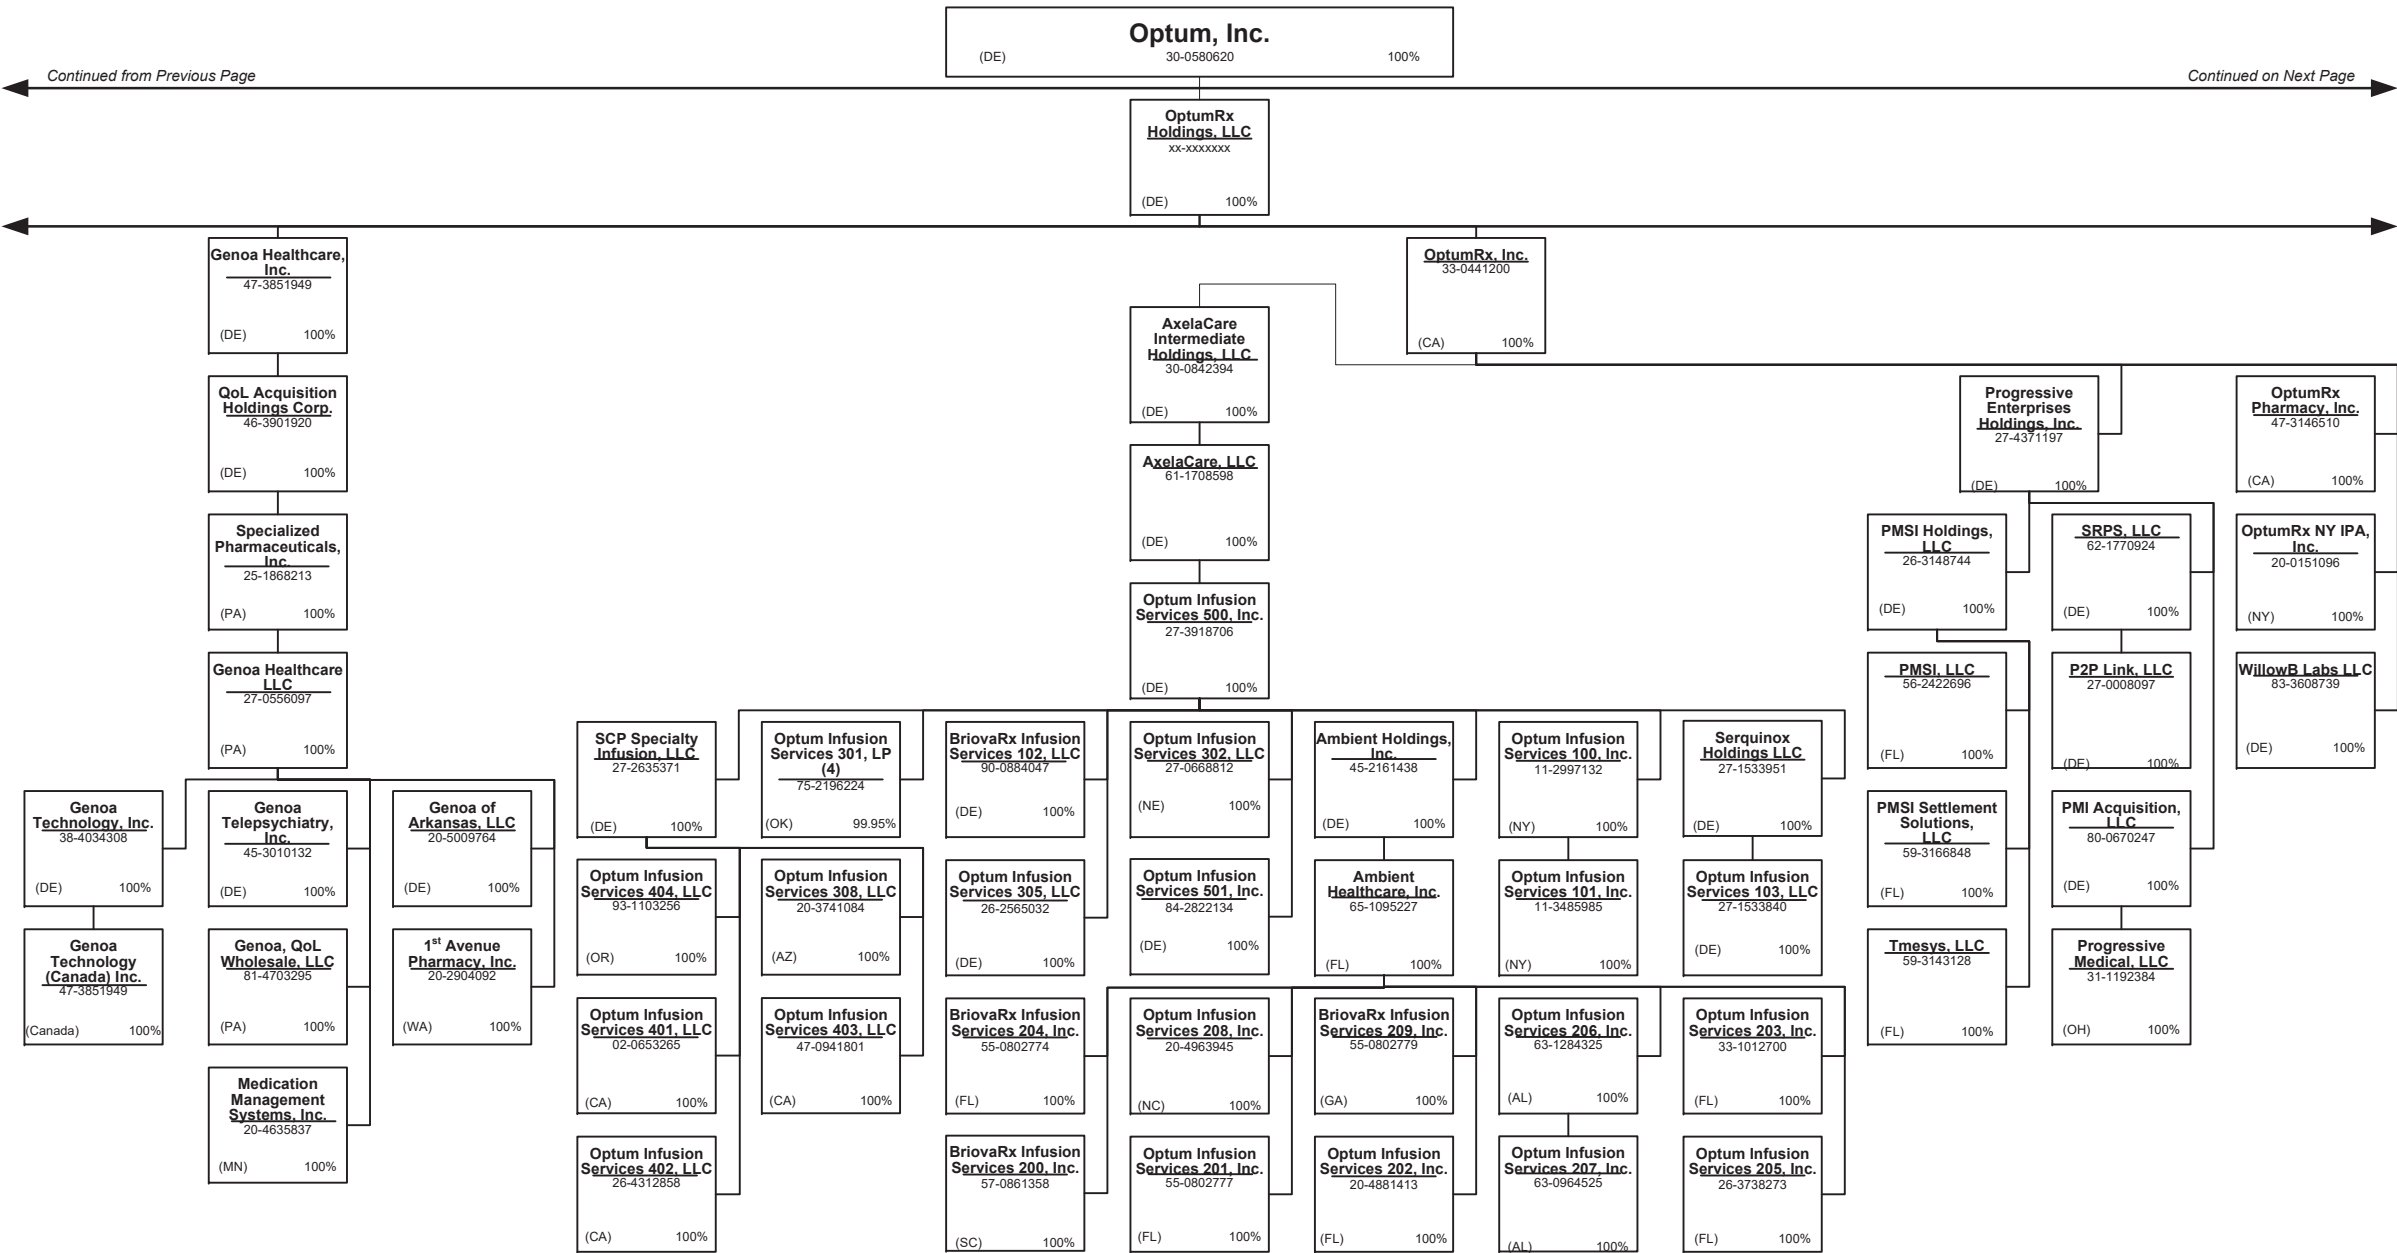 Optum, Inc.
(DE) 30-0580620 100%
Continued from Previous Page
Continued on Next Page
OptumRx
Holdings, LLC
xx-xxxxxxx
(DE) 100%
Genoa Healthcare,
Inc.
47-3851949
(DE) 100%
OptumRx, Inc.
33-0441200
(CA) 100%
AxelaCare
Intermediate
Holdings, LLC
30-0842394
(DE) 100%
QoL Acquisition
Holdings Corp.
46-3901920
(DE) 100%
Progressive
Enterprises
Holdings, Inc.
27-4371197
(DE) 100%
OptumRx
Pharmacy, Inc.
47-3146510
(CA) 100%
AxelaCare, LLC
61-1708598
(DE) 100%
Specialized
Pharmaceuticals,
Inc.
25-1868213
(PA) 100%
PMSI Holdings,
LLC
26-3148744
(DE) 100%
SRPS, LLC
62-1770924
(DE) 100%
OptumRx NY IPA,
Inc.
20-0151096
(NY) 100%
Optum Infusion
Services 500, Inc.
27-3918706
(DE) 100%
Genoa Healthcare
LLC
27-0556097
(PA) 100%
PMSI, LLC
56-2422696
(FL) 100%
P2P Link, LLC
27-0008097
(DE) 100%
WillowB Labs LLC
83-3608739
(DE) 100%
SCP Specialty
Infusion, LLC
27-2635371
(DE) 100%
Optum Infusion
Services 301, LP
(4)
75-2196224
(OK) 99.95%
BriovaRx Infusion
Services 102, LLC
90-0884047
(DE) 100%
Optum Infusion
Services 302, LLC
27-0668812
(NE) 100%
Ambient Holdings,
Inc.
45-2161438
(DE) 100%
Optum Infusion
Services 100, Inc.
11-2997132
(NY) 100%
Serquinox
Holdings LLC
27-1533951
(DE) 100%
Genoa
Technology, Inc.
38-4034308
(DE) 100%
Genoa
Telepsychiatry,
Inc.
45-3010132
(DE) 100%
Genoa of
Arkansas, LLC
20-5009764
(DE) 100%
PMSI Settlement
Solutions,
LLC
59-3166848
(FL) 100%
PMI Acquisition,
LLC
80-0670247
(DE) 100%
Optum Infusion
Services 404, LLC
93-1103256
(OR) 100%
Optum Infusion
Services 308, LLC
20-3741084
(AZ) 100%
Optum Infusion
Services 305, LLC
26-2565032
(DE) 100%
Optum Infusion
Services 501, Inc.
84-2822134
(DE) 100%
Ambient
Healthcare, Inc.
65-1095227
(FL) 100%
Optum Infusion
Services 101, Inc.
11-3485985
(NY) 100%
Optum Infusion
Services 103, LLC
27-1533840
(DE) 100%
Genoa
Technology
(Canada) Inc.
47-3851949
(Canada) 100%
Genoa, QoL
Wholesale, LLC
81-4703295
(PA) 100%
1st Avenue
Pharmacy, Inc.
20-2904092
(WA) 100%
Tmesys, LLC
59-3143128
(FL) 100%
Progressive
Medical, LLC
31-1192384
(OH) 100%
Optum Infusion
Services 401, LLC
02-0653265
(CA) 100%
Optum Infusion
Services 403, LLC
47-0941801
(CA) 100%
BriovaRx Infusion
Services 204, Inc.
55-0802774
(FL) 100%
Optum Infusion
Services 208, Inc.
20-4963945
(NC) 100%
BriovaRx Infusion
Services 209, Inc.
55-0802779
(GA) 100%
Optum Infusion
Services 206, Inc.
63-1284325
(AL) 100%
Optum Infusion
Services 203, Inc.
33-1012700
(FL) 100%
Medication
Management
Systems, Inc.
20-4635837
(MN) 100%
Optum Infusion
Services 402, LLC
26-4312858
(CA) 100%
BriovaRx Infusion
Services 200, Inc.
57-0861358
(SC) 100%
Optum Infusion
Services 201, Inc.
55-0802777
(FL) 100%
Optum Infusion
Services 202, Inc.
20-4881413
(FL) 100%
Optum Infusion
Services 207, Inc.
63-0964525
(AL) 100%
Optum Infusion
Services 205, Inc.
26-3738273
(FL) 100%